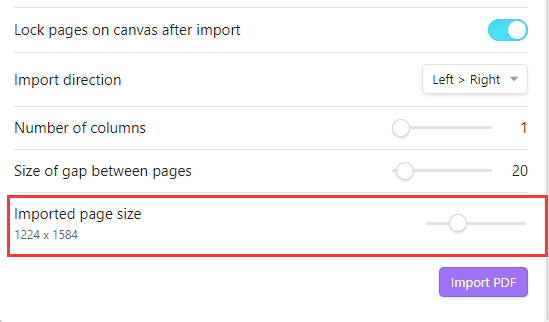 Lock pages on canvas after import
Import direction
Left > Right
Number of columns
1
Size of gap between pages
20
Imported page size
1224 x 1584
Import PDF